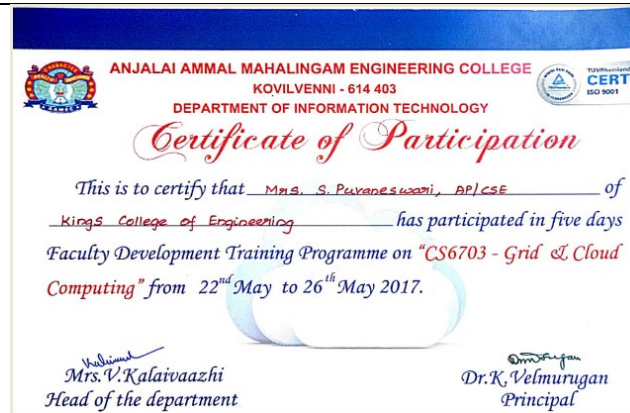 ANJALAI AMMAL MAHALINGAM ENGINEERING COLLEGE
KOVILVENNI - 614 403
DEPARTMENT OF INFORMATION TECHNOLOGY
TÜVRheinland
CERT
ISO 9001
Certificate of Participation
This is to certify that Mrs. S. Puvaneswari, AP/CSE of
Kings College of Engineering has participated in five days
Faculty Development Training Programme on "CS6703 - Grid & Cloud
Computing" from 22nd May to 26th May 2017.
Mrs.V.Kalaivaazhi
Head of the department
Dr.K.Velmurugan
Principal